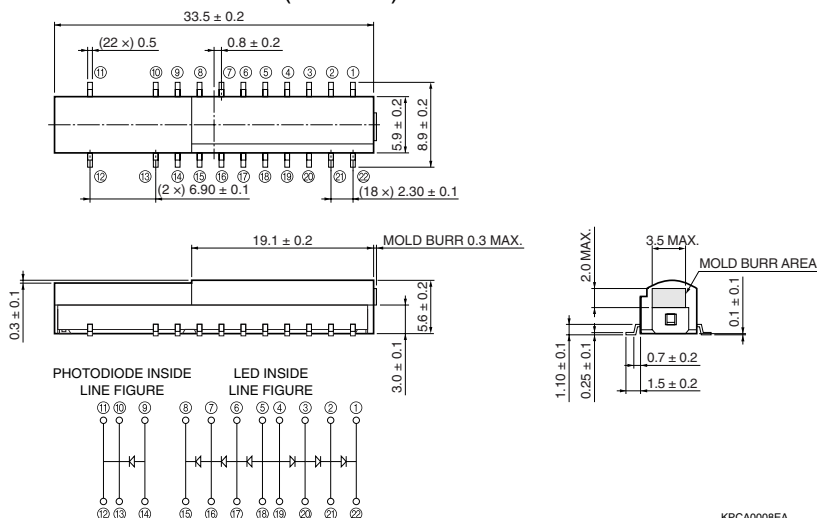 33.5 ± 0.2
(22 ×) 0.5
0.8 ± 0.2
⑪ ⑩ ⑨ ⑧ ⑦ ⑥ ⑤ ④ ③ ② ①
5.9 ± 0.2
8.9 ± 0.2
⑫ ⑬ ⑭ ⑮ ⑯ ⑰ ⑱ ⑲ ⑳ ㉑ ㉒
(2 ×) 6.90 ± 0.1
(18 ×) 2.30 ± 0.1
19.1 ± 0.2
MOLD BURR 0.3 MAX.
0.3 ± 0.1
5.6 ± 0.2
3.0 ± 0.1
2.0 MAX.
3.5 MAX.
MOLD BURR AREA
0.1 ± 0.1
1.10 ± 0.1
0.25 ± 0.1
0.7 ± 0.2
1.5 ± 0.2
PHOTODIODE INSIDE
LINE FIGURE
LED INSIDE
LINE FIGURE
⑪ ⑩ ⑨ ⑧ ⑦ ⑥ ⑤ ④ ③ ② ①
⑫ ⑬ ⑭ ⑮ ⑯ ⑰ ⑱ ⑲ ⑳ ㉑ ㉒